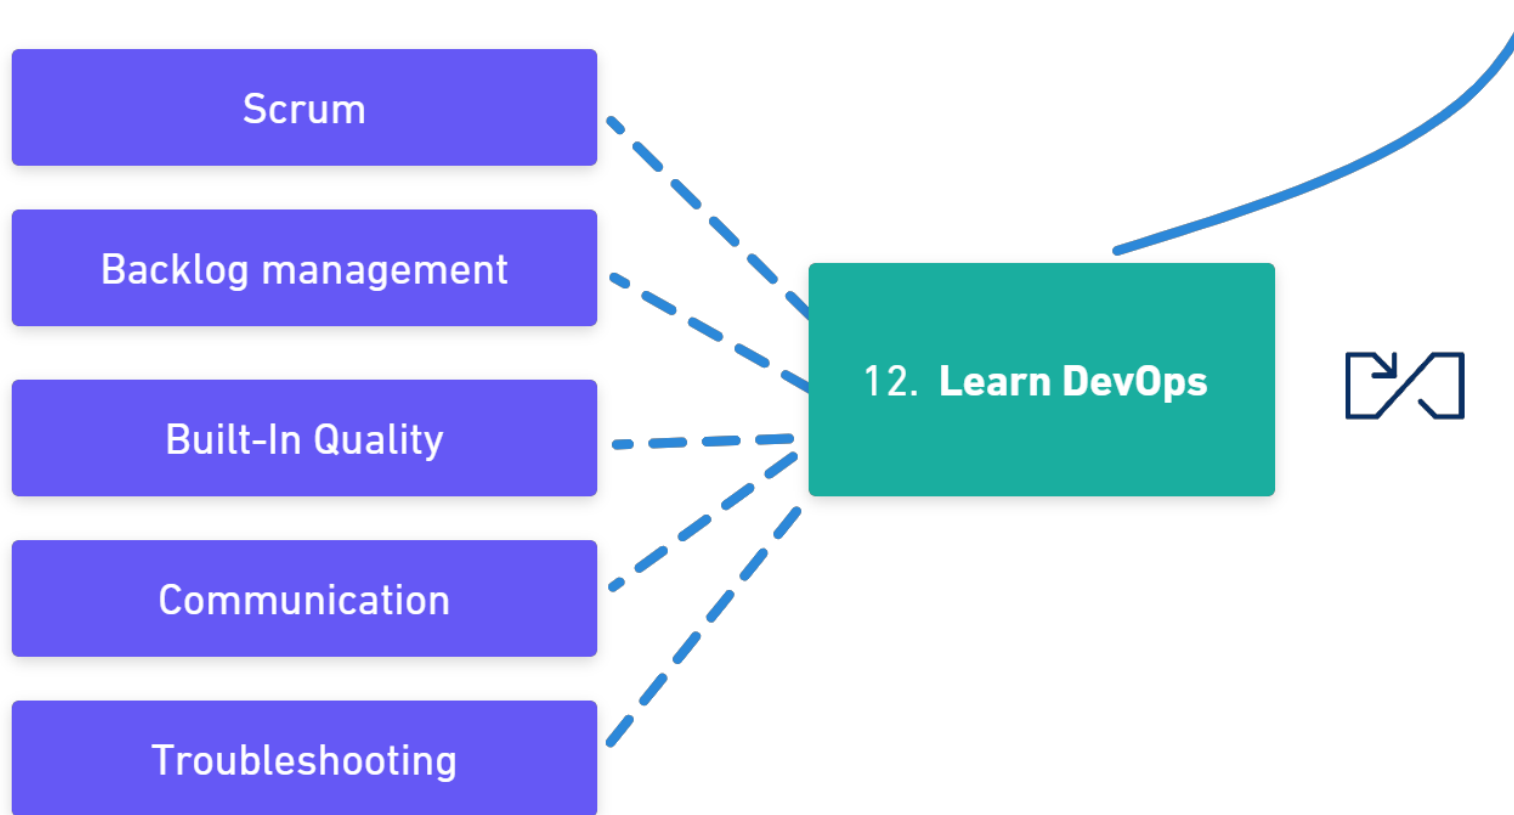 Scrum
Backlog management
Built-In Quality
Communication
Troubleshooting
12. Learn DevOps